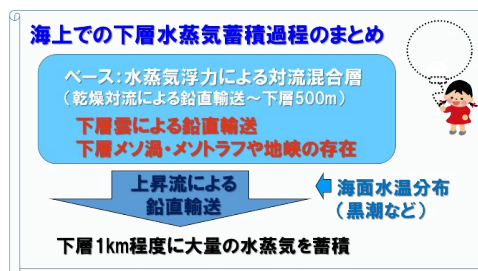 海上での下層水蒸気蓄積過程のまとめ
ベース：水蒸気浮力による対流混合層
（乾燥対流による鉛直輸送～下層500m）
下層雲による鉛直輸送
下層メソ渦・メソトラフや地峡の存在
上昇流による
鉛直輸送
海面水温分布
（黒潮など）
下層1km程度に大量の水蒸気を蓄積